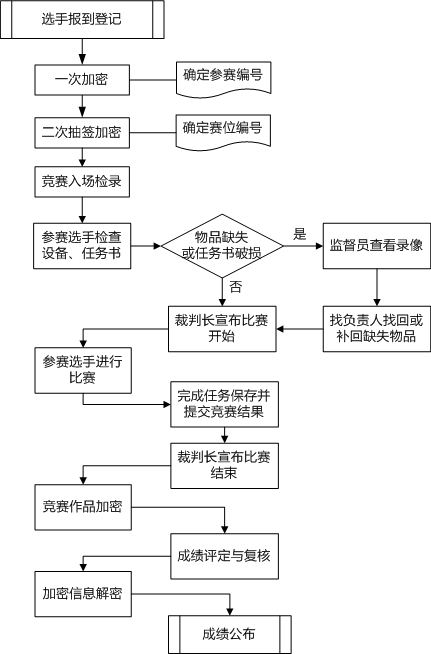 选手报到登记
一次加密
确定参赛编号
二次抽签加密
确定赛位编号
竞赛入场检录
参赛选手检查
设备、任务书
物品缺失
或任务书破损
是
监督员查看录像
否
裁判长宣布比赛
开始
找负责人找回或
补回缺失物品
参赛选手进行
比赛
完成任务保存并
提交竞赛结果
裁判长宣布比赛
结束
竞赛作品加密
成绩评定与复核
加密信息解密
成绩公布